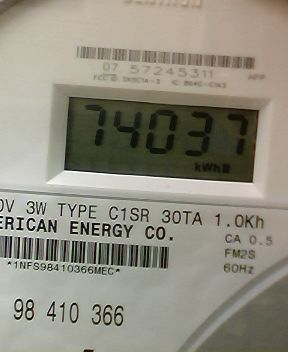 CENTRON
07 57245311
74037
kWh
0V 3W TYPE C1SR 30TA 1.0Kh
ERICAN ENERGY CO.
CA 0.5
FM2S
*1NFS98410366MEC*
60Hz
98 410 366